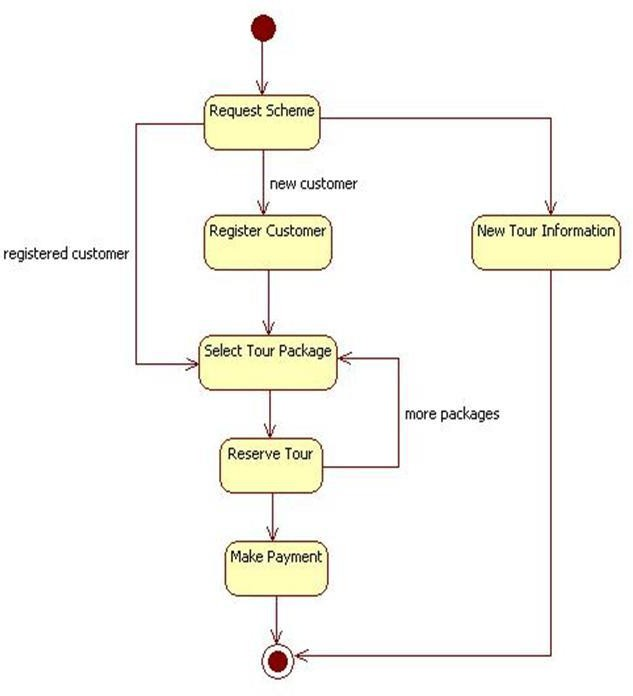 Request Scheme
new customer
Register Customer
New Tour Information
registered customer
Select Tour Package
more packages
Reserve Tour
Make Payment